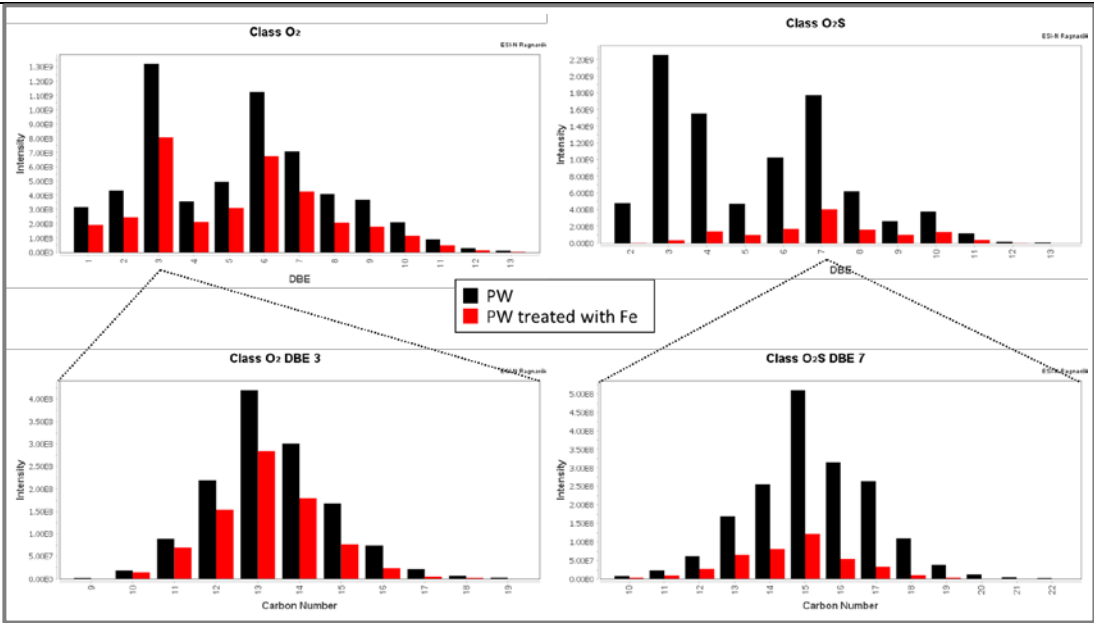 Class O₂
ESI-N Ragnarik
Intensity
1.30E9
1.20E9
1.10E9
1.00E9
9.00E8
8.00E8
7.00E8
6.00E8
5.00E8
4.00E8
3.00E8
2.00E8
1.00E8
0.00E0
1 2 3 4 5 6 7 8 9 10 11 12 13
DBE
Class O₂S
ESI-N Ragnarik
Intensity
2.20E9
2.00E9
1.80E9
1.60E9
1.40E9
1.20E9
1.00E9
8.00E8
6.00E8
4.00E8
2.00E8
0.00E0
2 3 4 5 6 7 8 9 10 11 12 13
DBE
PW
PW treated with Fe
Class O₂ DBE 3
ESI-N Ragnarik
Intensity
4.00E8
3.50E8
3.00E8
2.50E8
2.00E8
1.50E8
1.00E8
5.00E7
0.00E0
9 10 11 12 13 14 15 16 17 18 19
Carbon Number
Class O₂S DBE 7
ESI-N Ragnarik
Intensity
5.00E8
4.50E8
4.00E8
3.50E8
3.00E8
2.50E8
2.00E8
1.50E8
1.00E8
5.00E7
0.00E0
10 11 12 13 14 15 16 17 18 19 20 21 22
Carbon Number